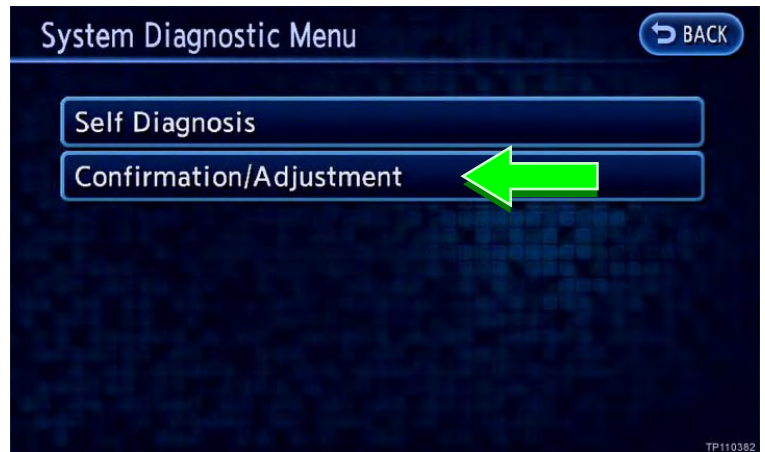 System Diagnostic Menu
BACK
Self Diagnosis
Confirmation/Adjustment
TP110382